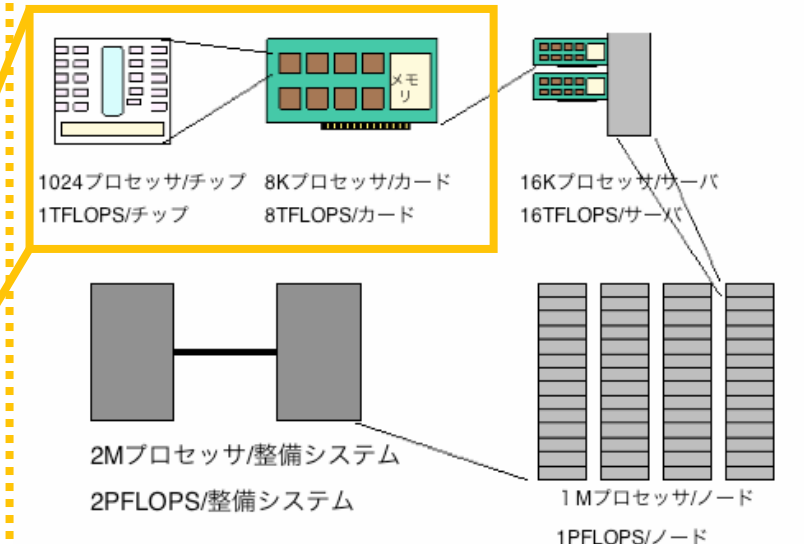 メモ
リ
1024プロセッサ/チップ
1TFLOPS/チップ
8Kプロセッサ/カード
8TFLOPS/カード
16Kプロセッサ/サーバ
16TFLOPS/サーバ
2Mプロセッサ/整備システム
2PFLOPS/整備システム
1Mプロセッサ/ノード
1PFLOPS/ノード